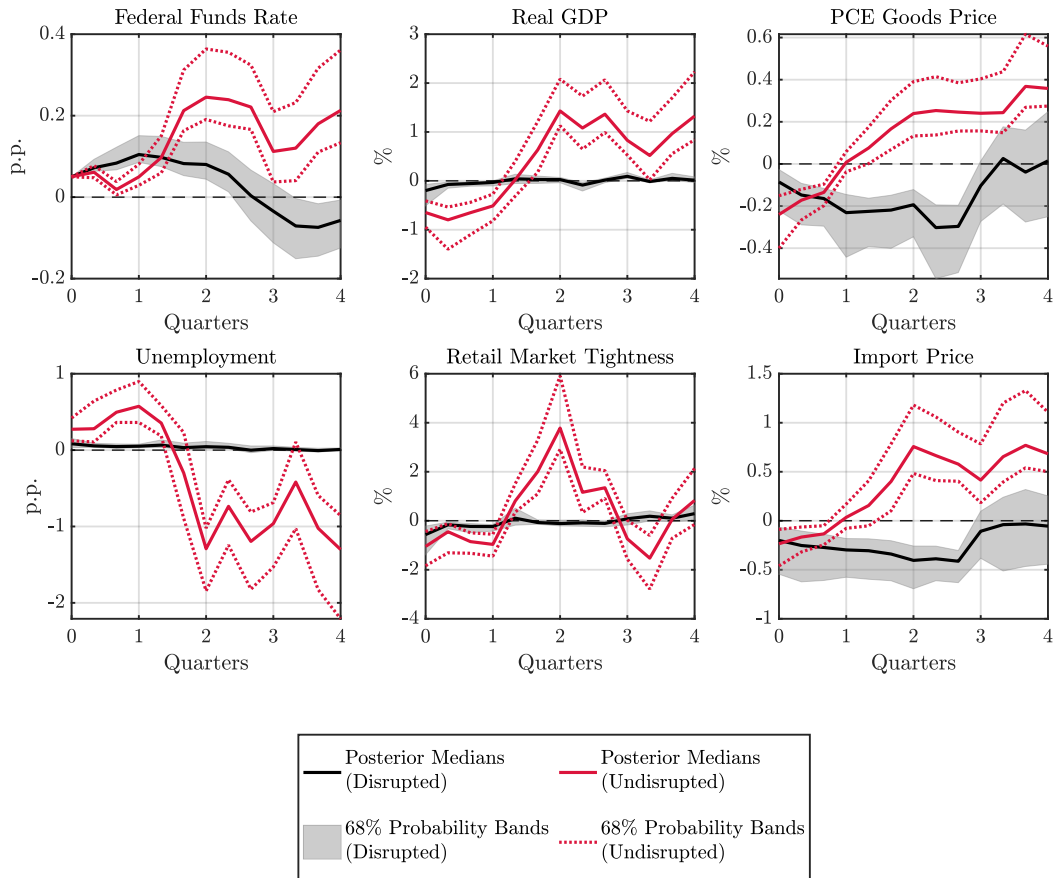 Federal Funds Rate
Real GDP
PCE Goods Price
p.p.
0.4
0.2
0
-0.2
0 1 2 3 4
Quarters
%
3
2
1
0
-1
-2
0 1 2 3 4
Quarters
%
0.6
0.4
0.2
0
-0.2
-0.4
0 1 2 3 4
Quarters
Unemployment
Retail Market Tightness
Import Price
p.p.
1
0
-1
-2
0 1 2 3 4
Quarters
%
6
4
2
0
-2
-4
0 1 2 3 4
Quarters
%
1.5
1
0.5
0
-0.5
-1
0 1 2 3 4
Quarters
Posterior Medians
(Disrupted)
Posterior Medians
(Undisrupted)
68% Probability Bands
(Disrupted)
68% Probability Bands
(Undisrupted)